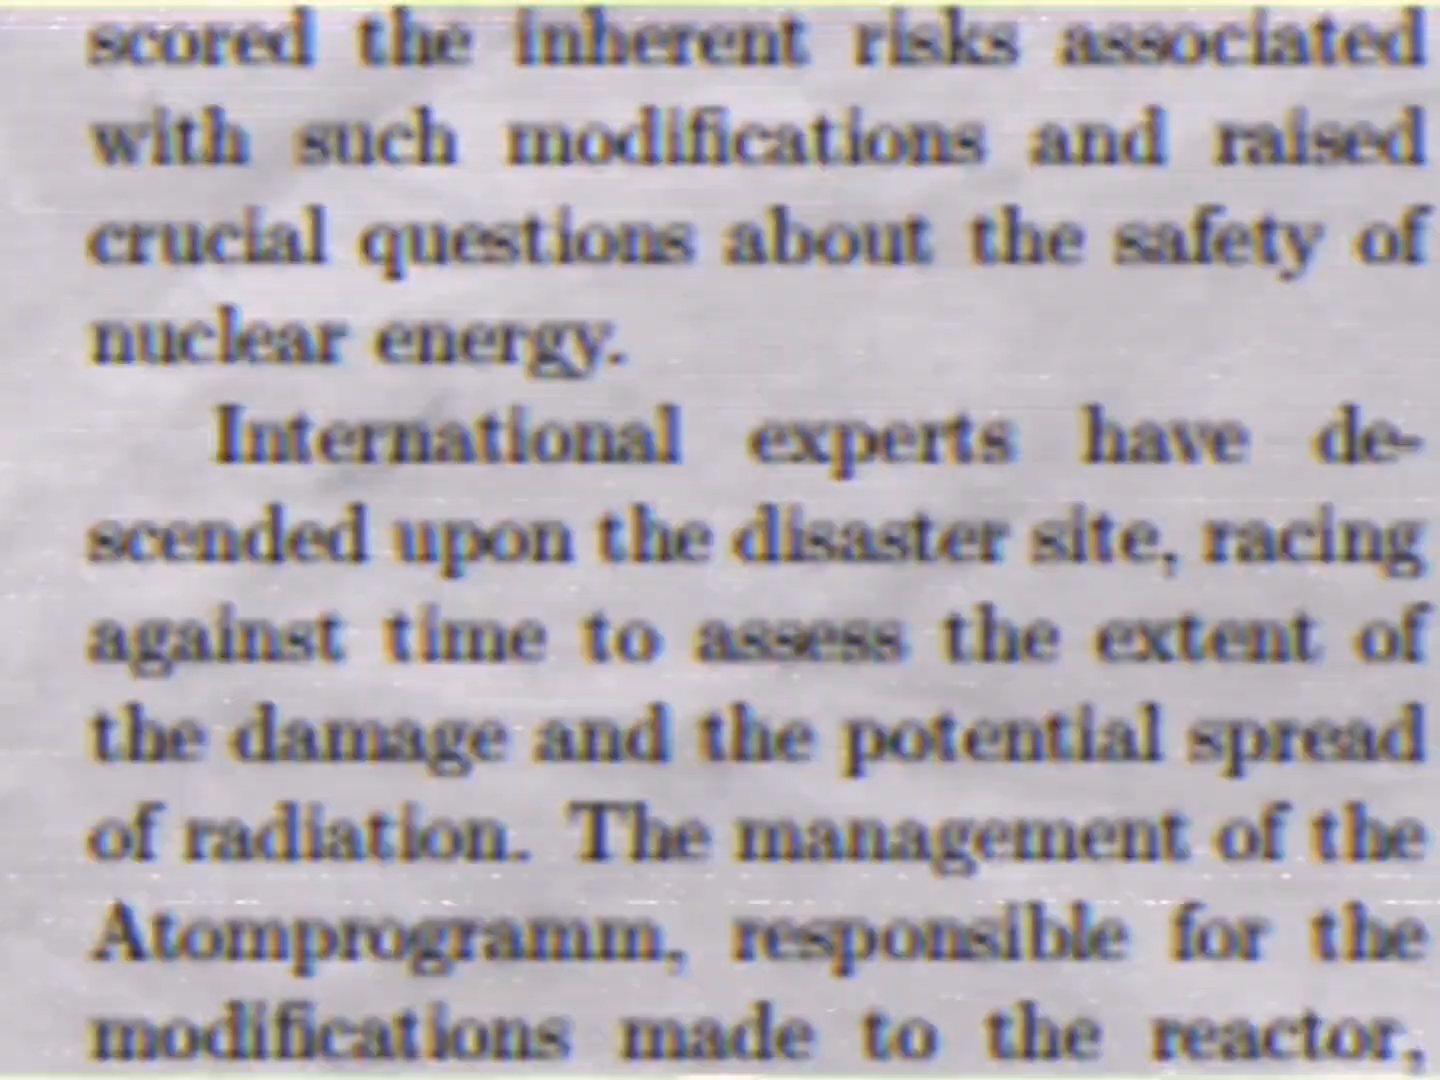 scored the inherent risks associated
with such modifications and raised
crucial questions about the safety of
nuclear energy.
International experts have de-
scended upon the disaster site, racing
against time to assess the extent of
the damage and the potential spread
of radiation. The management of the
Atomprogramm, responsible for the
modifications made to the reactor,